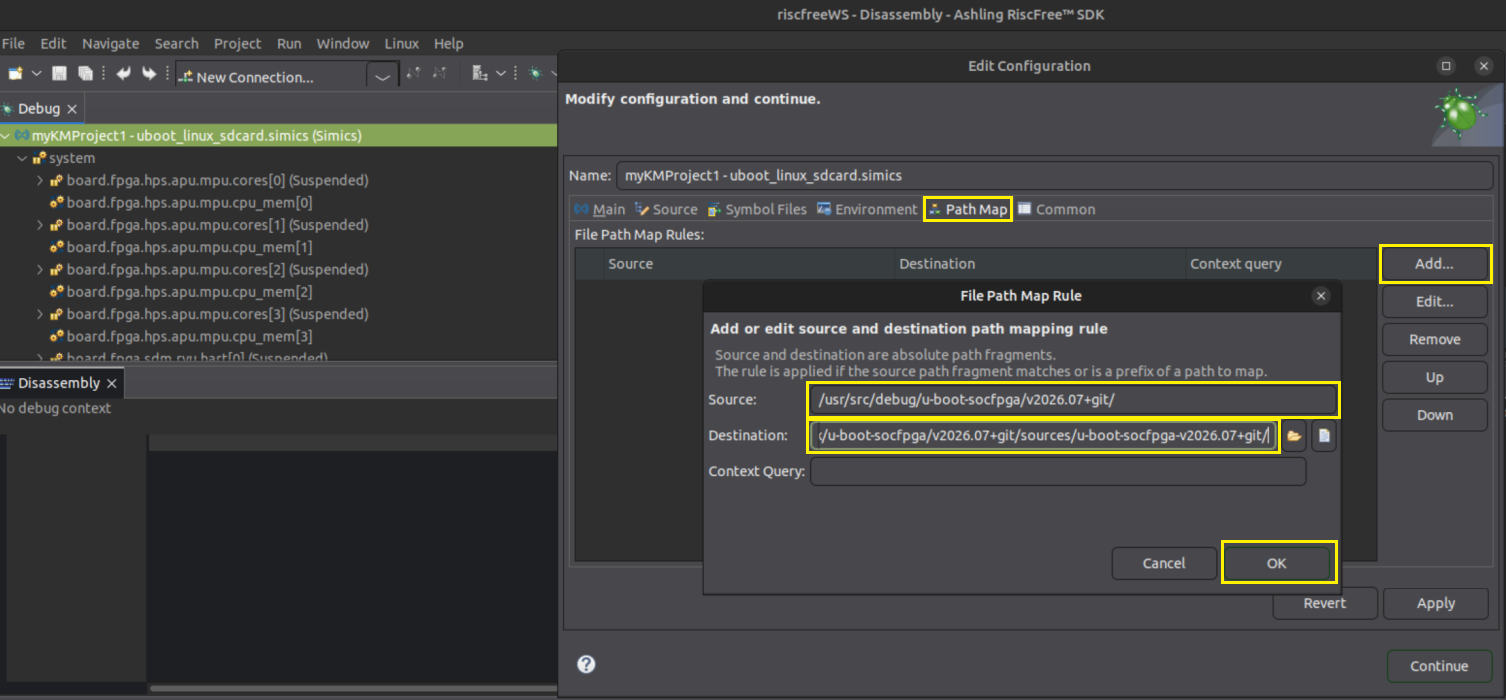 riscfreeWS - Disassembly - Ashling RiscFree™ SDK
File Edit Navigate Search Project Run Window Linux Help
New Connection...
Edit Configuration
Modify configuration and continue.
Debug
myKMProject1 - uboot_linux_sdcard.simics (Simics)
system
board.fpga.hps.apu.mpu.cores[0] (Suspended)
board.fpga.hps.apu.mpu.cpu_mem[0]
board.fpga.hps.apu.mpu.cores[1] (Suspended)
board.fpga.hps.apu.mpu.cpu_mem[1]
board.fpga.hps.apu.mpu.cores[2] (Suspended)
board.fpga.hps.apu.mpu.cpu_mem[2]
board.fpga.hps.apu.mpu.cores[3] (Suspended)
board.fpga.hps.apu.mpu.cpu_mem[3]
board.fpga.sdm.rvu.hart[0] (Suspended)
Disassembly
No debug context
Name: myKMProject1 - uboot_linux_sdcard.simics
Main Source Symbol Files Environment Path Map Common
File Path Map Rules:
Source Destination Context query
Add...
Edit...
Remove
Up
Down
File Path Map Rule
Add or edit source and destination path mapping rule
Source and destination are absolute path fragments.
The rule is applied if the source path fragment matches or is a prefix of a path to map.
Source: /usr/src/debug/u-boot-socfpga/v2026.07+git/
Destination: /u-boot-socfpga/v2026.07+git/sources/u-boot-socfpga-v2026.07+git/
Context Query:
Cancel OK
Revert Apply
Continue